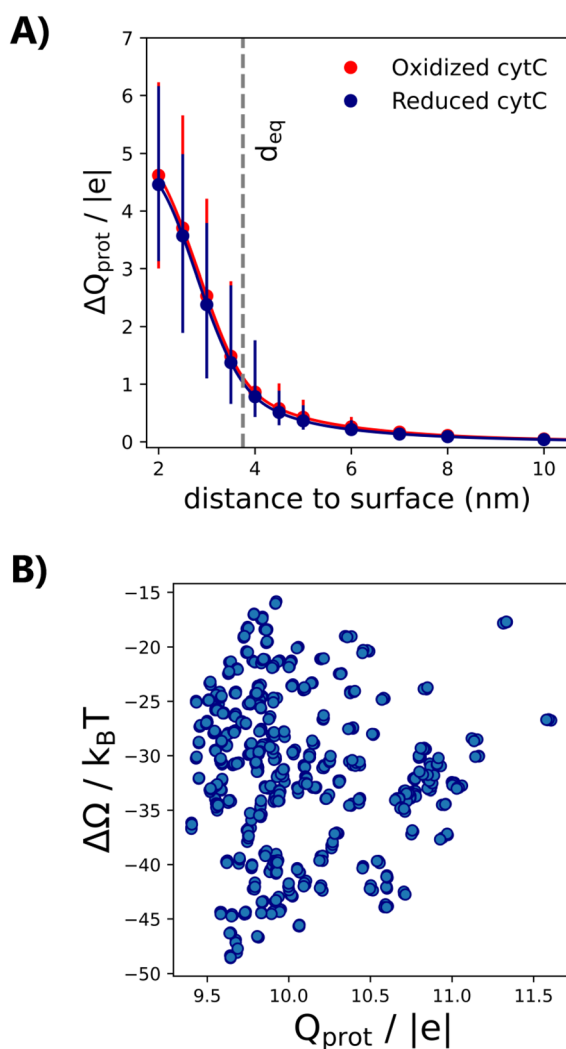 A)
7
6
5
4
3
2
1
0
ΔQprot / |e|
Oxidized cytC
Reduced cytC
deq
2 4 6 8 10
distance to surface (nm)
B)
−15
−20
−25
−30
−35
−40
−45
−50
ΔΩ / kBT
9.5 10.0 10.5 11.0 11.5
Qprot / |e|